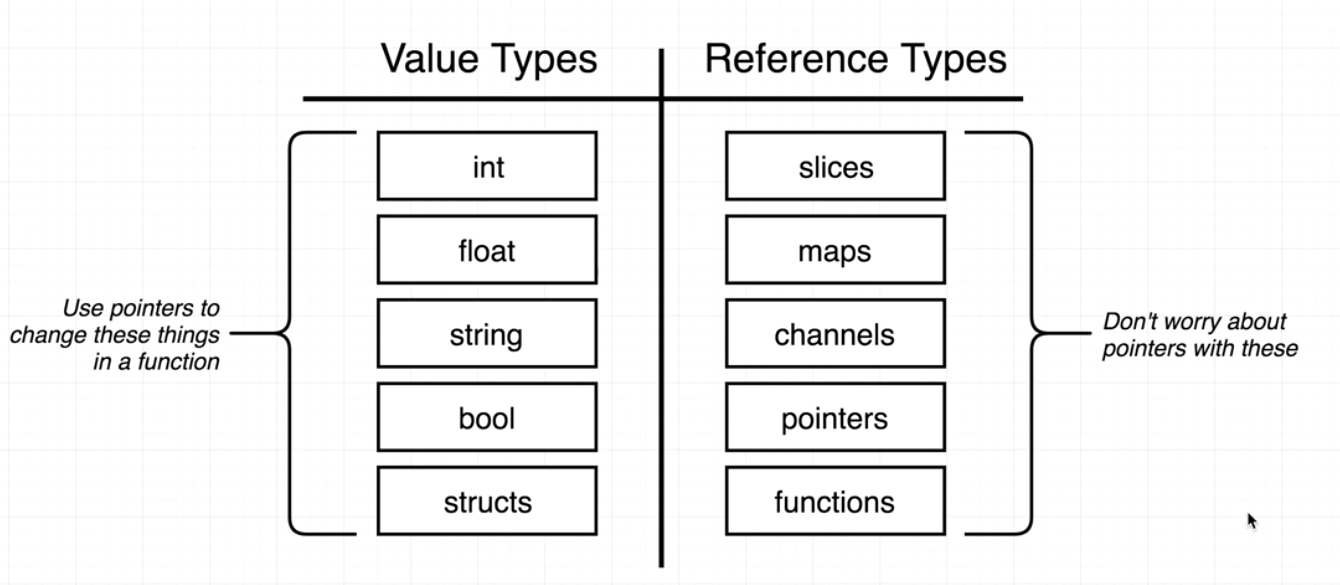 Value Types
Reference Types
int
slices
float
maps
Use pointers to
change these things
in a function
string
channels
Don't worry about
pointers with these
bool
pointers
structs
functions